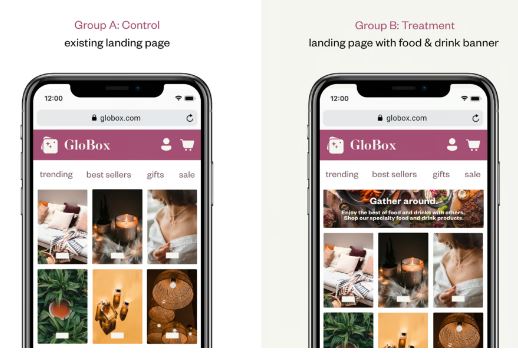 Group A: Control
existing landing page
12:00
globox.com
GloBox
trending best sellers gifts sale
Group B: Treatment
landing page with food & drink banner
12:00
globox.com
GloBox
trending best sellers gifts sale
Gather around.
Enjoy the best of food and drinks with others.
Shop our specialty food and drink products